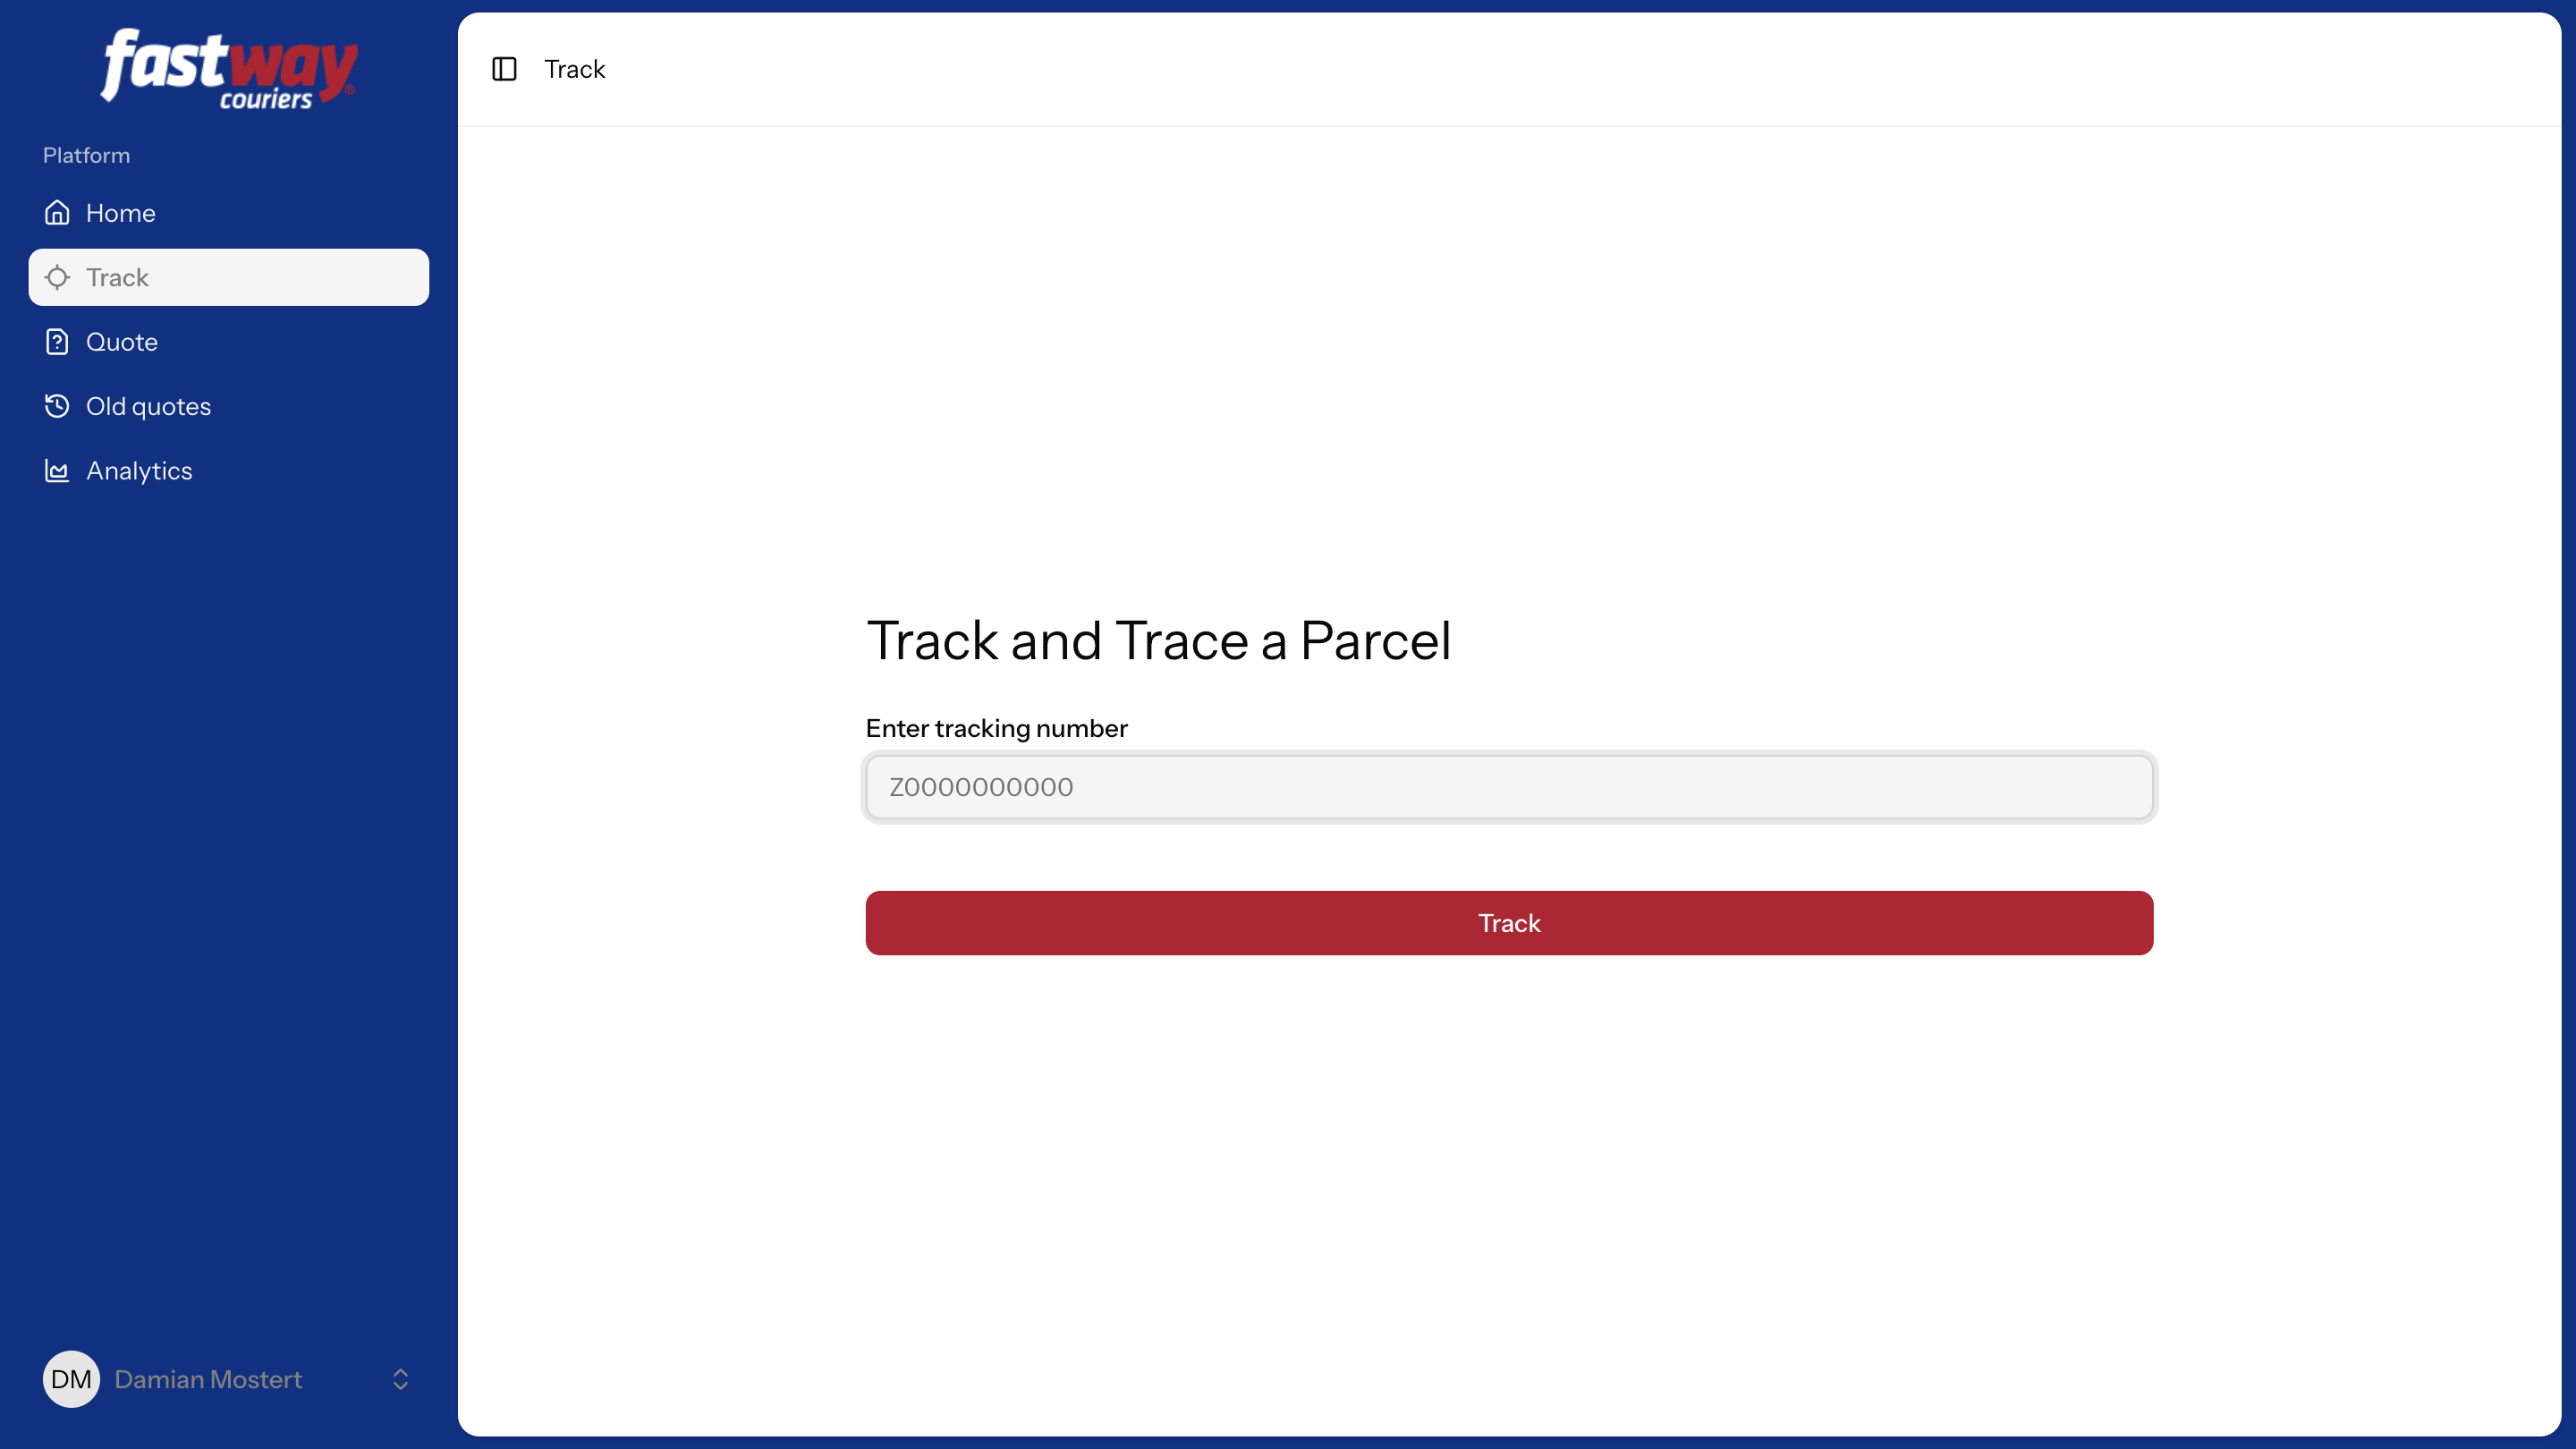 fastway®
couriers
Platform
Home
Track
Quote
Old quotes
Analytics
DM Damian Mostert
Track
Track and Trace a Parcel
Enter tracking number
Z0000000000
Track